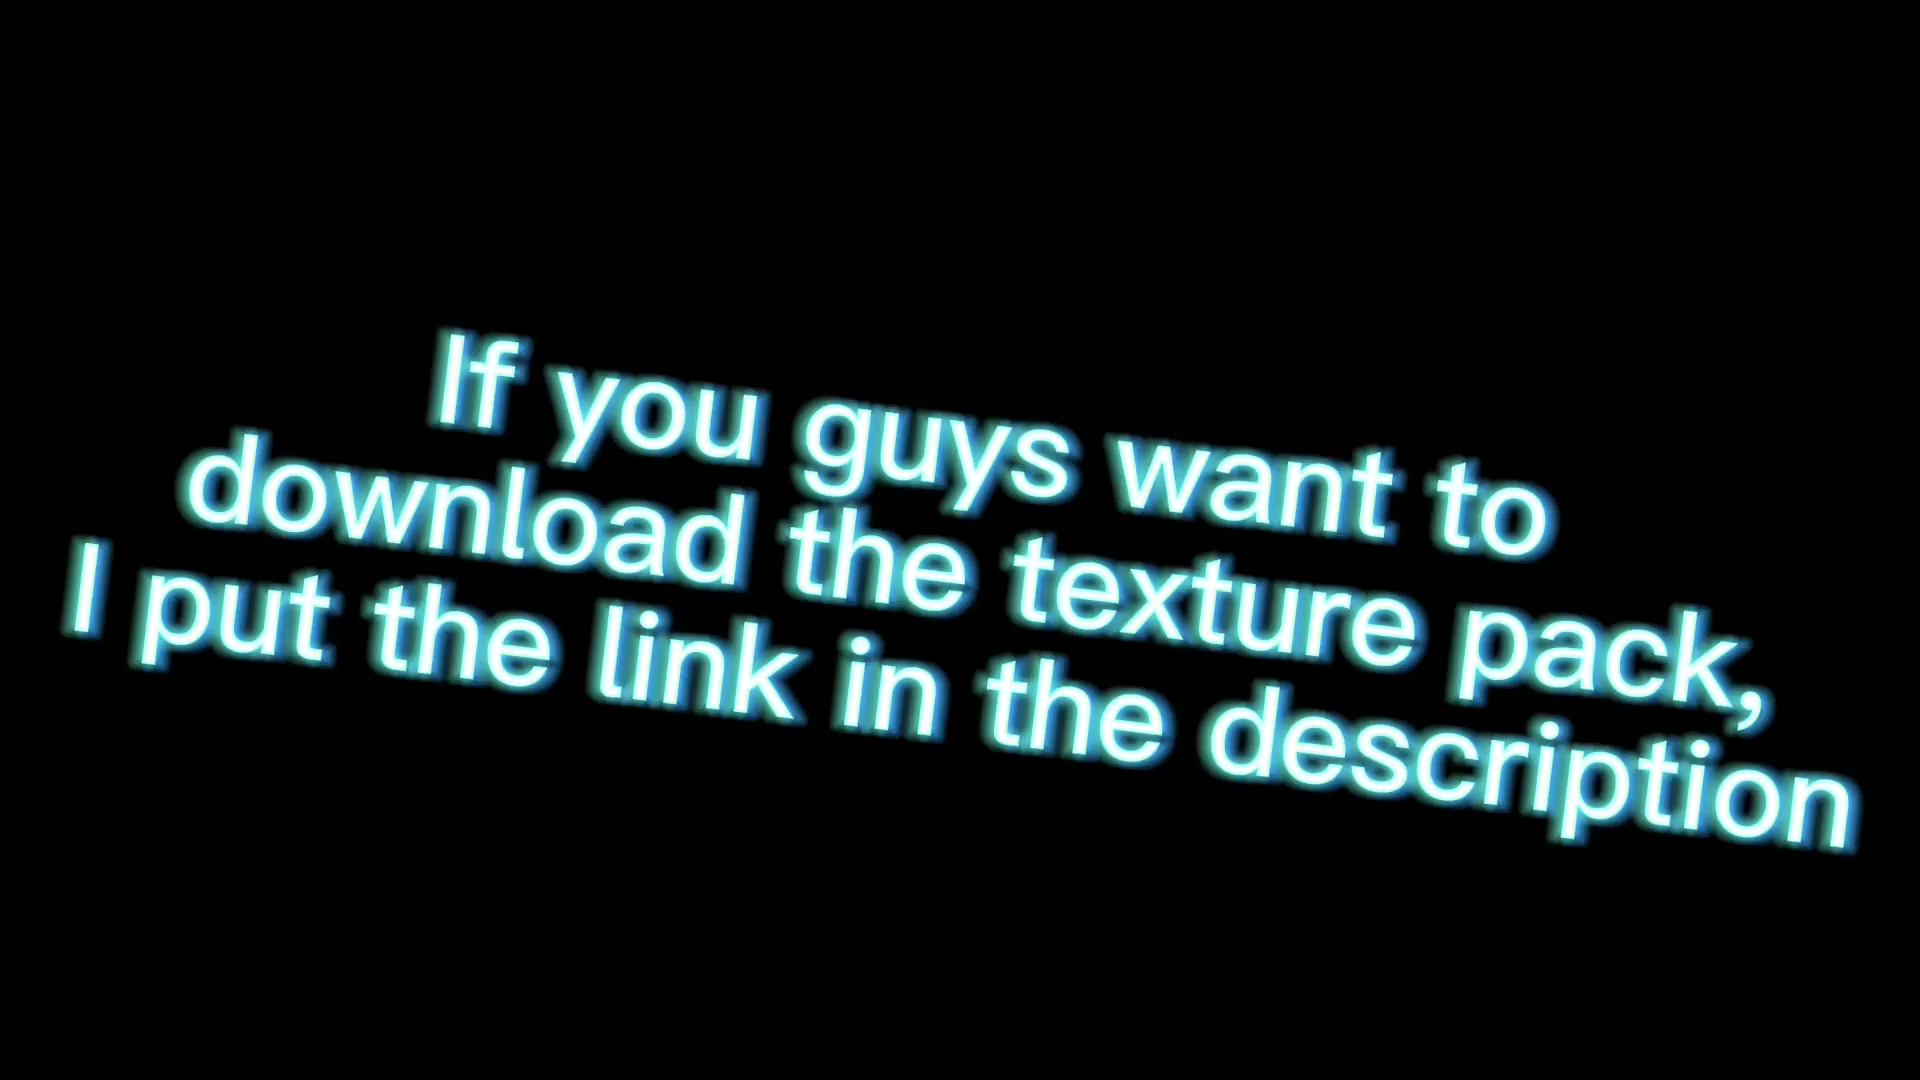 If you guys want to
download the texture pack,
I put the link in the description